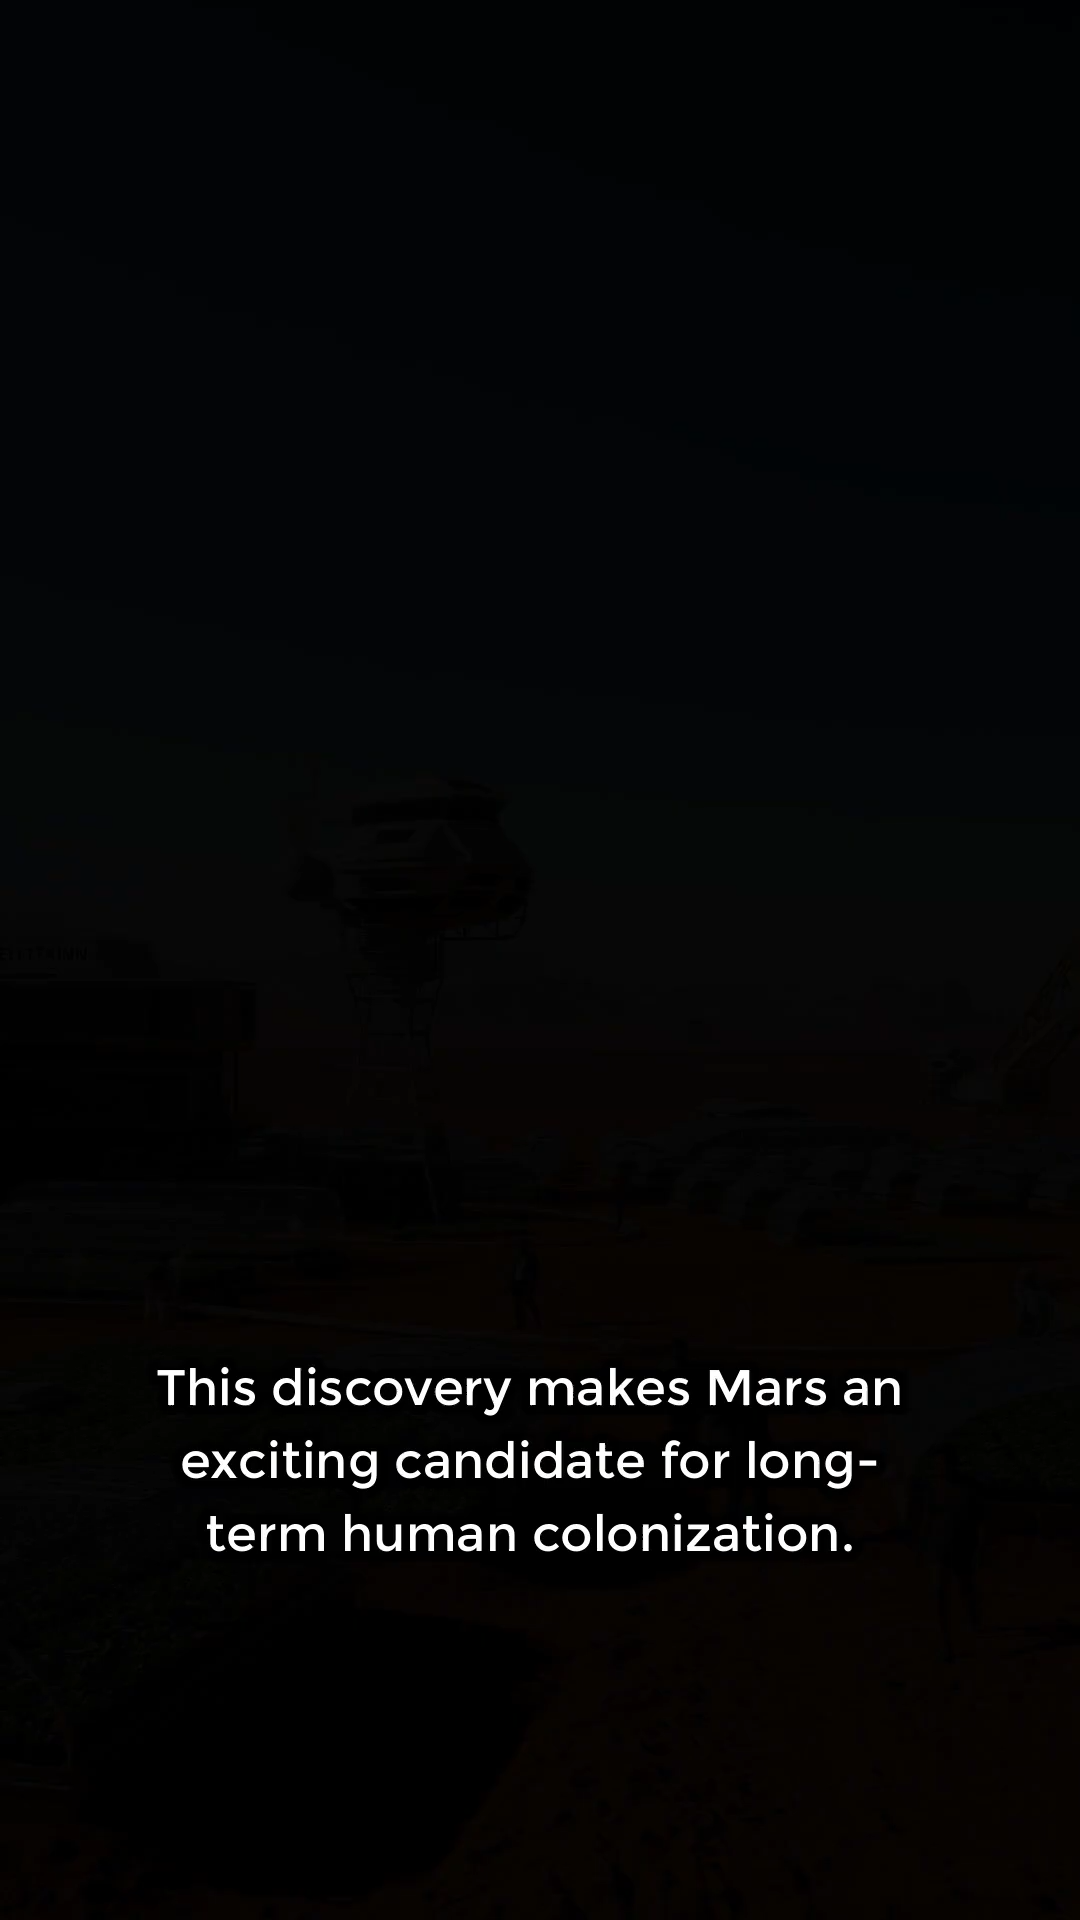 This discovery makes Mars an
exciting candidate for long-
term human colonization.